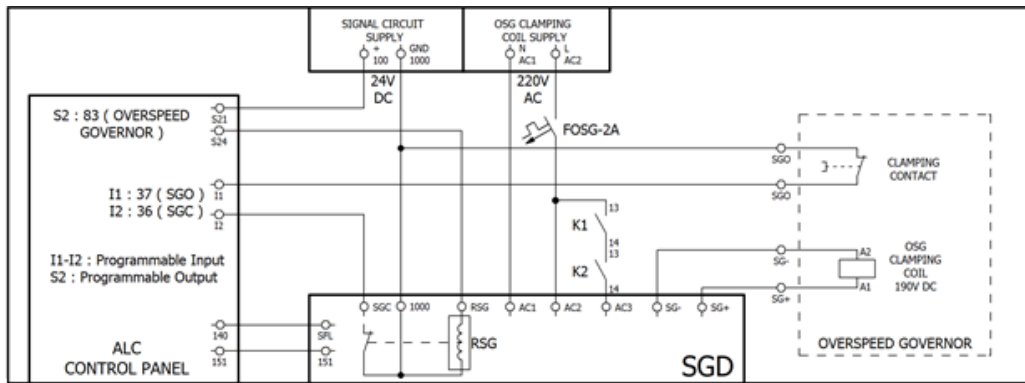 SIGNAL CIRCUIT
SUPPLY
+
100
GND
1000
OSG CLAMPING
COIL SUPPLY
N
AC1
L
AC2
24V
DC
220V
AC
S2 : 83 ( OVERSPEED
GOVERNOR )
S21
S24
FOSG-2A
I1 : 37 ( SGO )
I1
I2 : 36 ( SGC )
I2
SGO
SGO
CLAMPING
CONTACT
K1
13
14
K2
13
14
I1-I2 : Programmable Input
S2 : Programmable Output
SG-
A2
SG+
A1
OSG
CLAMPING
COIL
190V DC
OVERSPEED GOVERNOR
SGC
1000
RSG
AC1
AC2
AC3
SG-
SG+
140
SFL
151
151
RSG
SGD
ALC
CONTROL PANEL